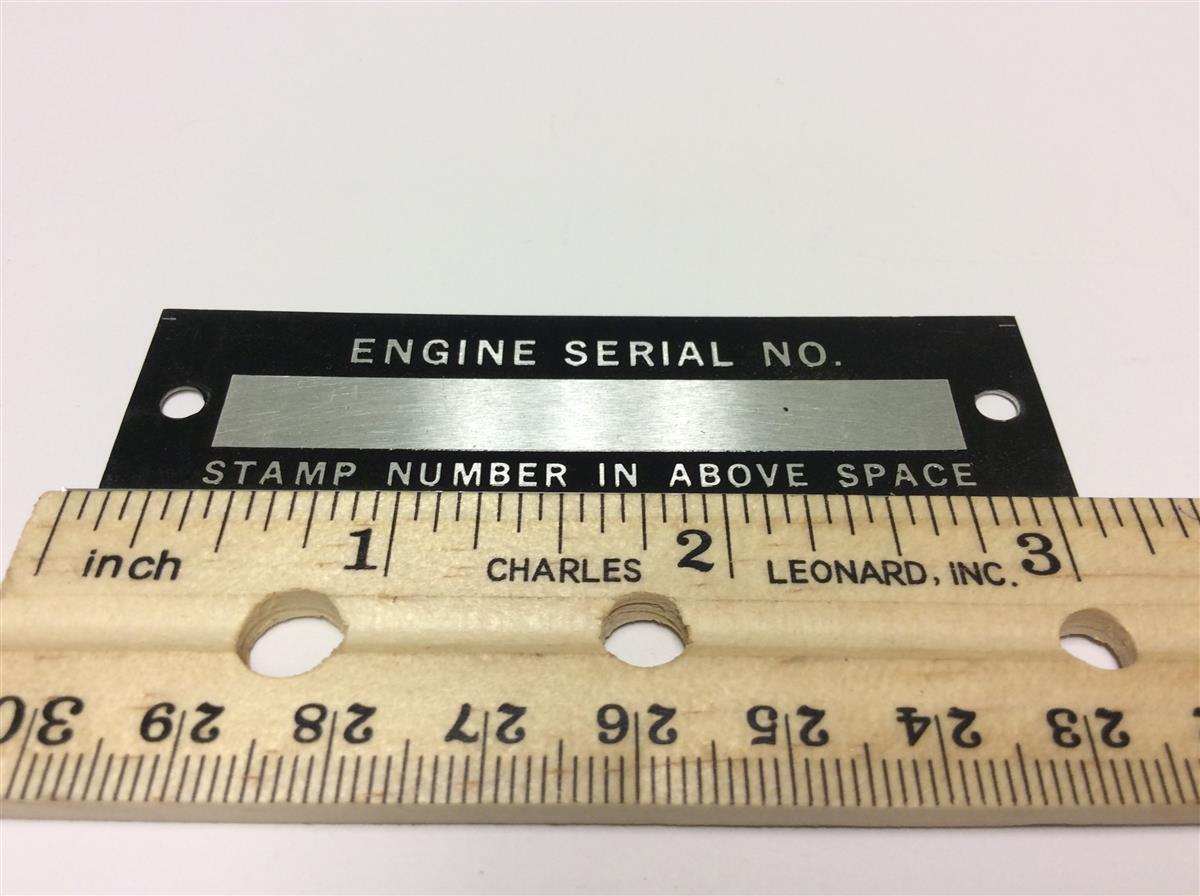 ENGINE SERIAL NO.
STAMP NUMBER IN ABOVE SPACE
1 2 3
inch CHARLES LEONARD, INC.
30 29 28 27 26 25 24 23